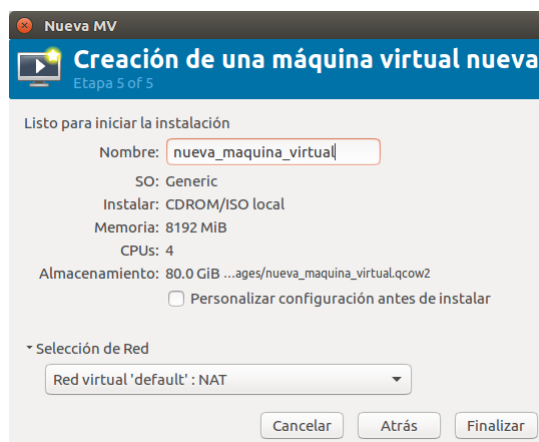 Nueva MV
Creación de una máquina virtual nueva
Etapa 5 of 5
Listo para iniciar la instalación
Nombre: nueva_maquina_virtual
SO: Generic
Instalar: CDROM/ISO local
Memoria: 8192 MiB
CPUs: 4
Almacenamiento: 80.0 GiB ...ages/nueva_maquina_virtual.qcow2
Personalizar configuración antes de instalar
Selección de Red
Red virtual 'default' : NAT
Cancelar Atrás Finalizar